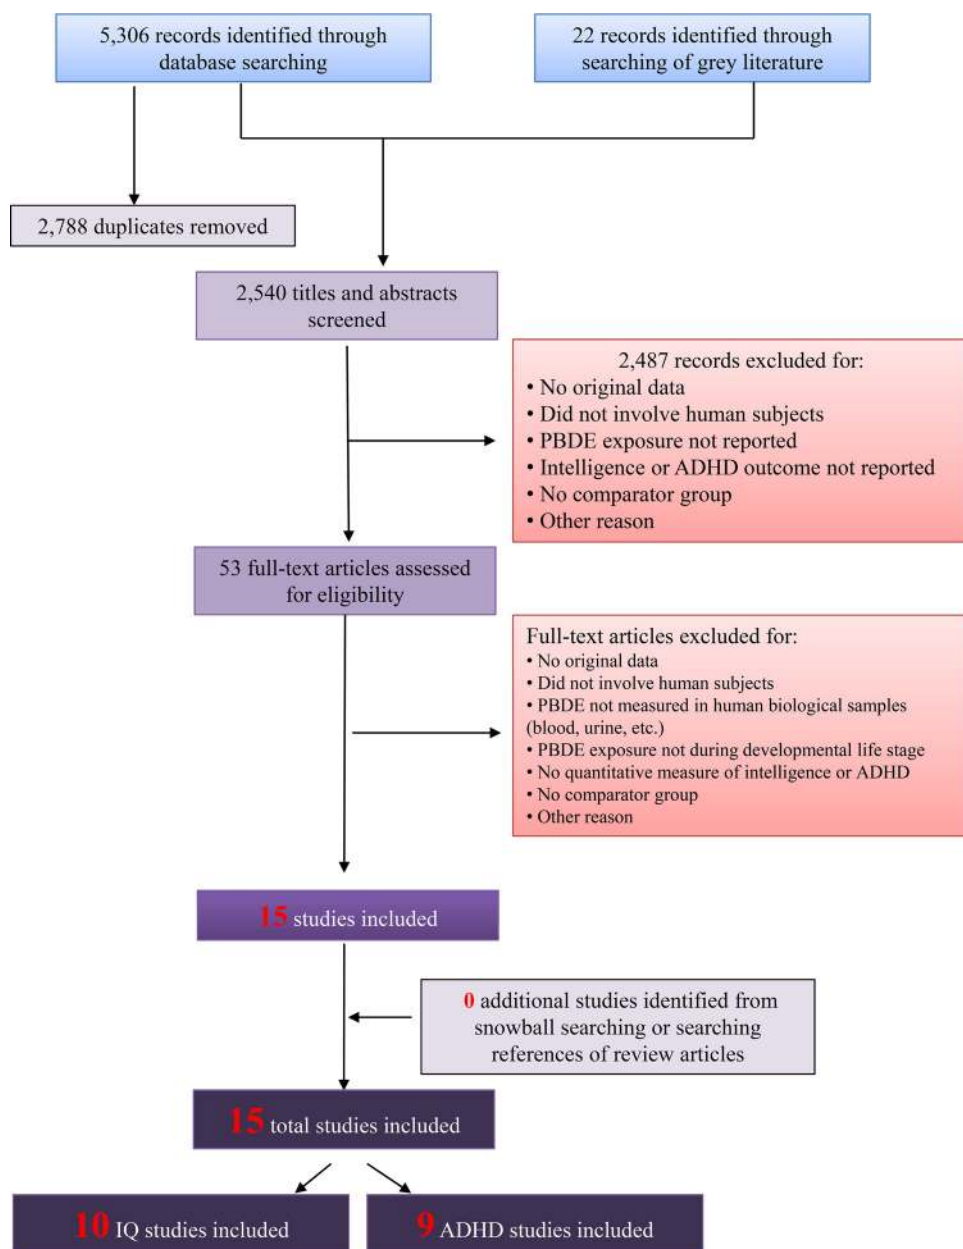 5,306 records identified through
database searching
22 records identified through
searching of grey literature
2,788 duplicates removed
2,540 titles and abstracts
screened
2,487 records excluded for:
• No original data
• Did not involve human subjects
• PBDE exposure not reported
• Intelligence or ADHD outcome not reported
• No comparator group
• Other reason
53 full-text articles assessed
for eligibility
Full-text articles excluded for:
• No original data
• Did not involve human subjects
• PBDE not measured in human biological samples
(blood, urine, etc.)
• PBDE exposure not during developmental life stage
• No quantitative measure of intelligence or ADHD
• No comparator group
• Other reason
15 studies included
0 additional studies identified from
snowball searching or searching
references of review articles
15 total studies included
10 IQ studies included
9 ADHD studies included